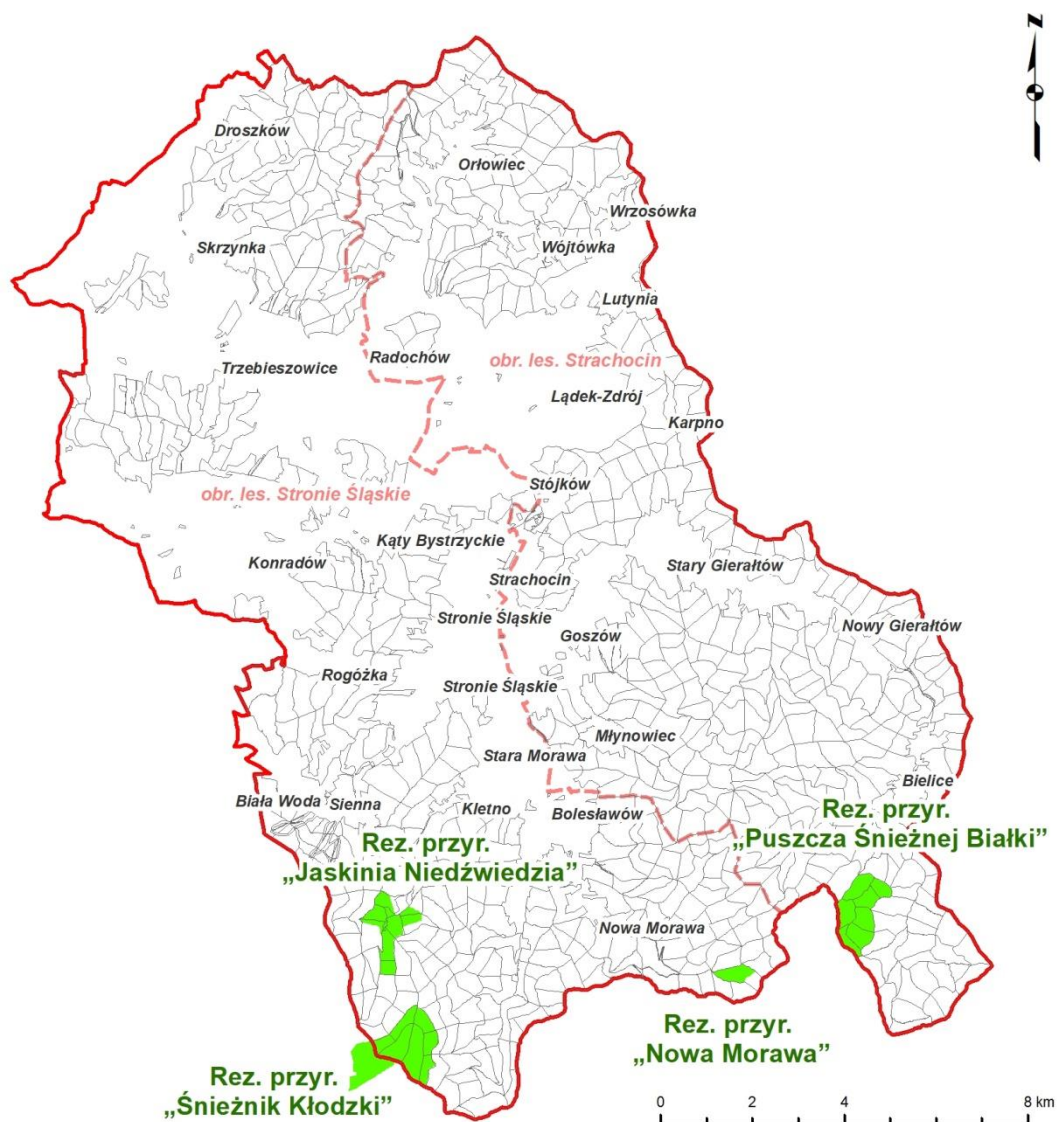 N
Droszków
Orłowiec
Wrzosówka
Skrzynka
Wójtówka
Lutynia
Radochów
obr. les. Strachocin
Trzebieszowice
Lądek-Zdrój
Karpno
Stójków
obr. les. Stronie Śląskie
Kąty Bystrzyckie
Konradów
Stary Gierałtów
Strachocin
Stronie Śląskie
Nowy Gierałtów
Goszów
Rogóżka
Stronie Śląskie
Młynowiec
Stara Morawa
Bielice
Biała Woda
Sienna
Kletno
Bolesławów
Rez. przyr.
„Puszcza Śnieżnej Białki”
Rez. przyr.
„Jaskinia Niedźwiedzia”
Nowa Morawa
Rez. przyr.
„Nowa Morawa”
Rez. przyr.
„Śnieżnik Kłodzki”
0 2 4 8 km